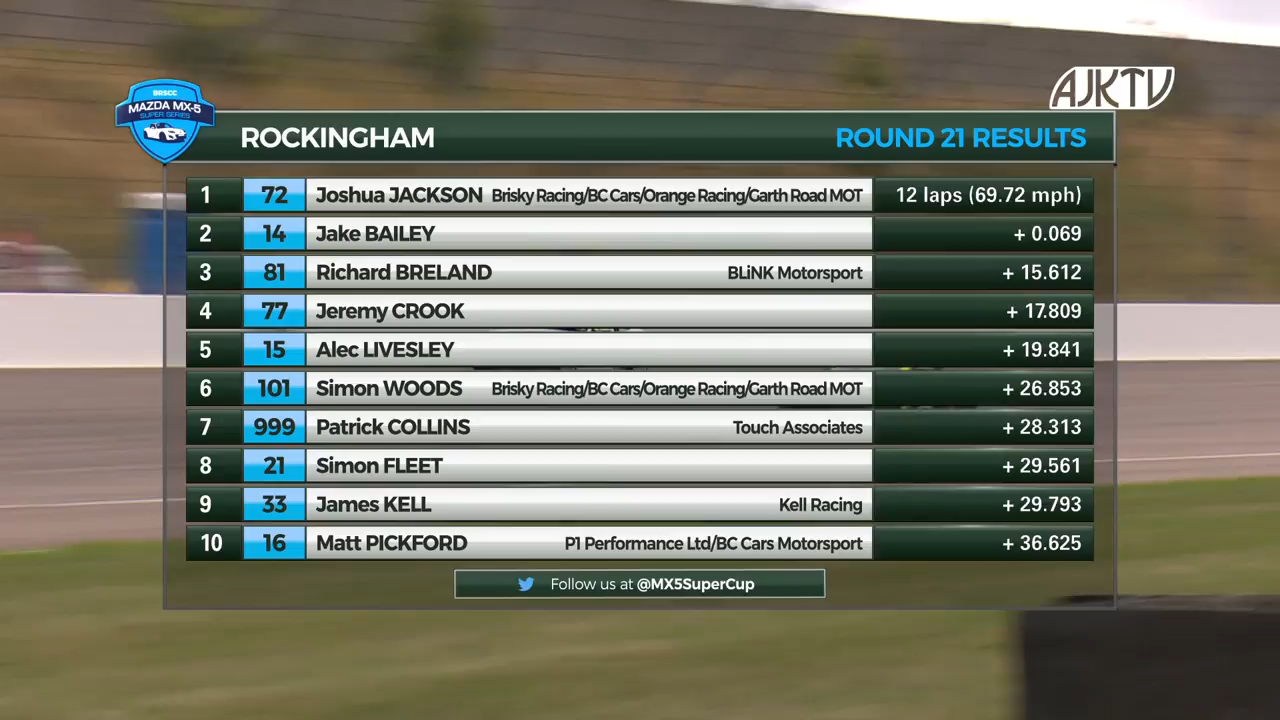 AJKTV
BRSCC
MAZDA MX-5
SUPER SERIES
ROCKINGHAM ROUND 21 RESULTS
1 72 Joshua JACKSON Brisky Racing/BC Cars/Orange Racing/Garth Road MOT 12 laps (69.72 mph)
2 14 Jake BAILEY + 0.069
3 81 Richard BRELAND BLiNK Motorsport + 15.612
4 77 Jeremy CROOK + 17.809
5 15 Alec LIVESLEY + 19.841
6 101 Simon WOODS Brisky Racing/BC Cars/Orange Racing/Garth Road MOT + 26.853
7 999 Patrick COLLINS Touch Associates + 28.313
8 21 Simon FLEET + 29.561
9 33 James KELL Kell Racing + 29.793
10 16 Matt PICKFORD P1 Performance Ltd/BC Cars Motorsport + 36.625
Follow us at @MX5SuperCup